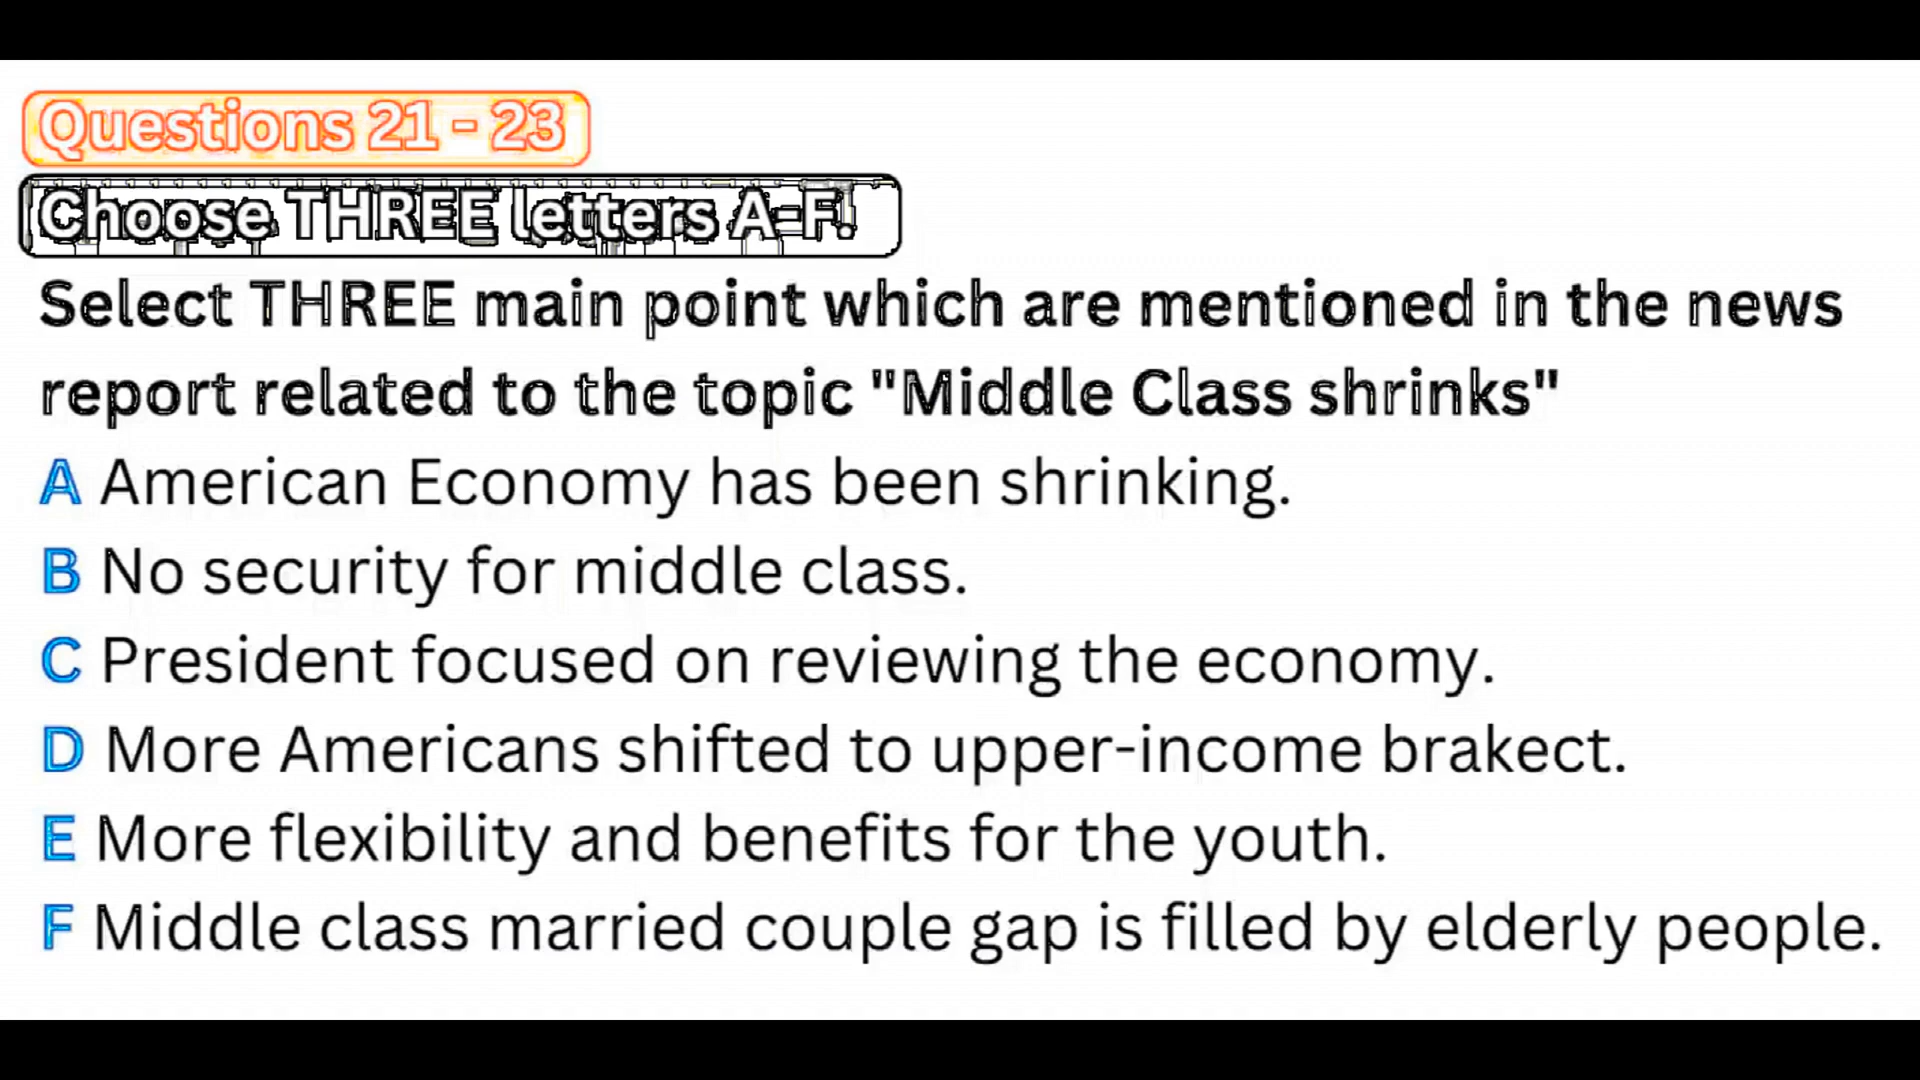 Questions 21 - 23
Choose THREE letters A-F.
Select THREE main point which are mentioned in the news
report related to the topic "Middle Class shrinks"
A American Economy has been shrinking.
B No security for middle class.
C President focused on reviewing the economy.
D More Americans shifted to upper-income brakect.
E More flexibility and benefits for the youth.
F Middle class married couple gap is filled by elderly people.